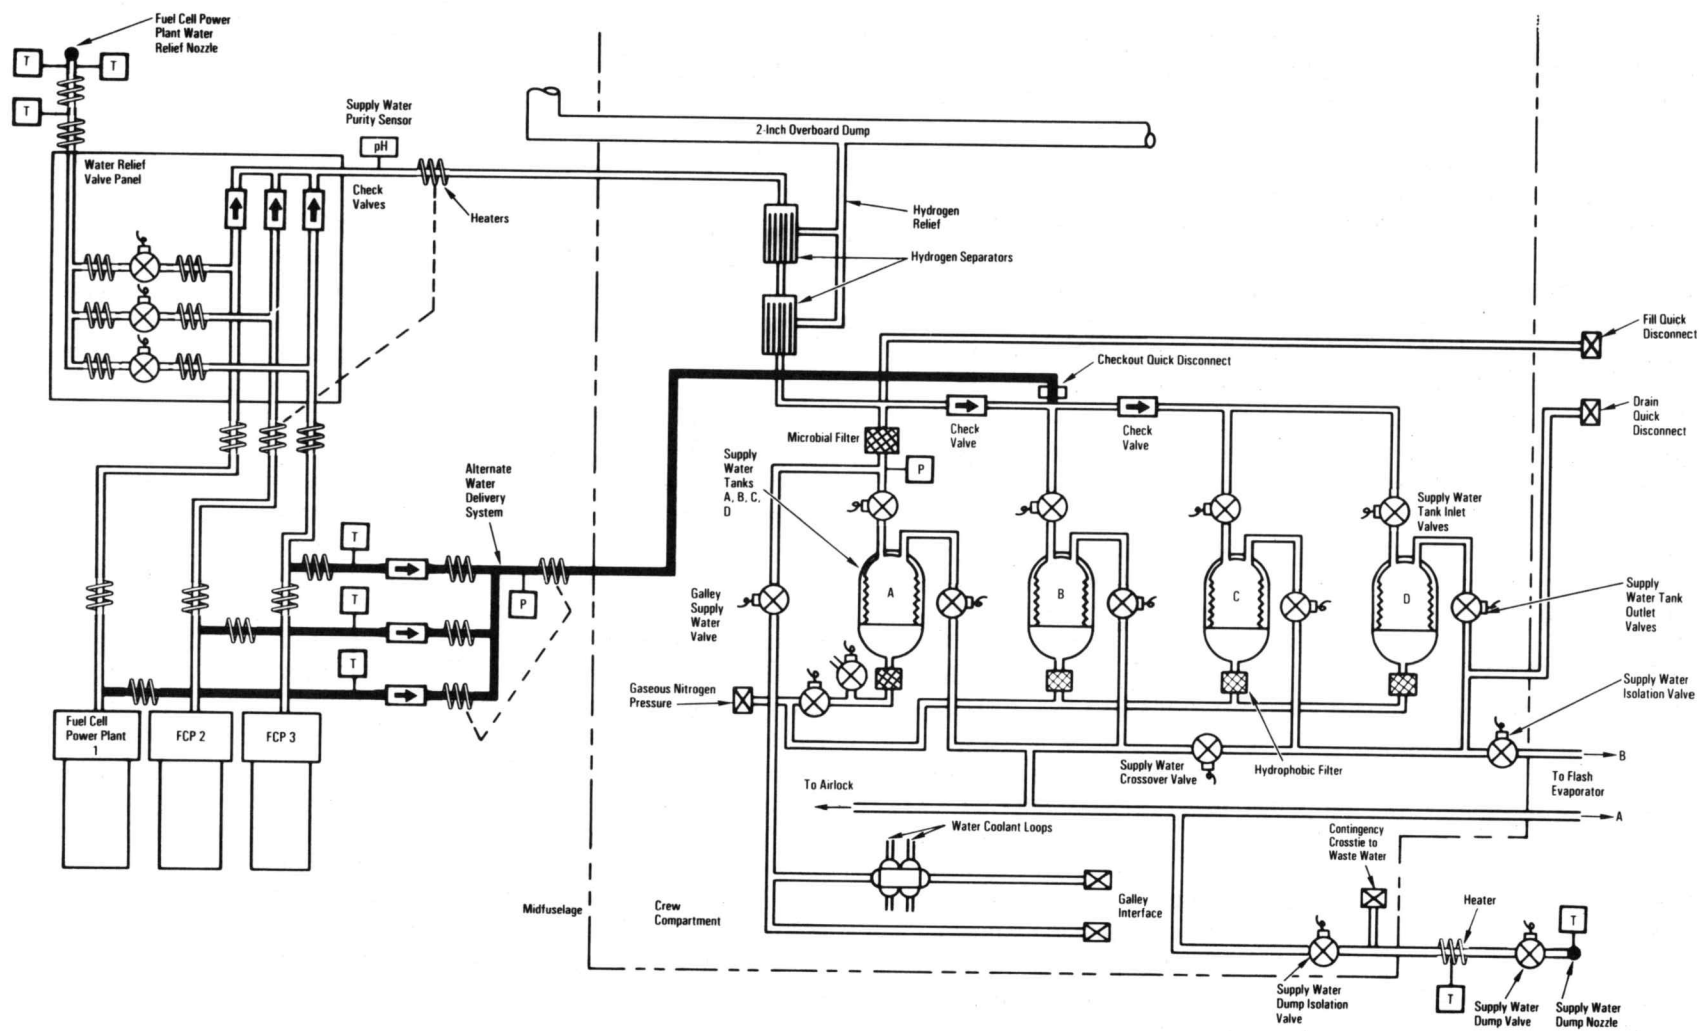 Fuel Cell Power
Plant Water
Relief Nozzle
T
T
T
Supply Water
Purity Sensor
pH
2-Inch Overboard Dump
Water Relief
Valve Panel
Check
Valves
Heaters
Hydrogen
Relief
Hydrogen Separators
Fill Quick
Disconnect
Checkout Quick Disconnect
Drain
Quick
Disconnect
Microbial Filter
Check
Valve
Check
Valve
Supply
Water
Tanks
A, B, C,
D
P
Alternate
Water
Delivery
System
Supply Water
Tank Inlet
Valves
T
T
T
P
Galley
Supply
Water
Valve
A
B
C
D
Supply
Water Tank
Outlet
Valves
Gaseous Nitrogen
Pressure
Supply Water
Isolation Valve
Fuel Cell
Power Plant
1
FCP 2
FCP 3
Supply Water
Crossover Valve
Hydrophobic Filter
B
To Flash
Evaporator
A
To Airlock
Water Coolant Loops
Contingency
Crosstie to
Waste Water
Midfuselage
Crew
Compartment
Galley
Interface
Heater
T
T
Supply Water
Dump Isolation
Valve
Supply Water
Dump Valve
Supply Water
Dump Nozzle